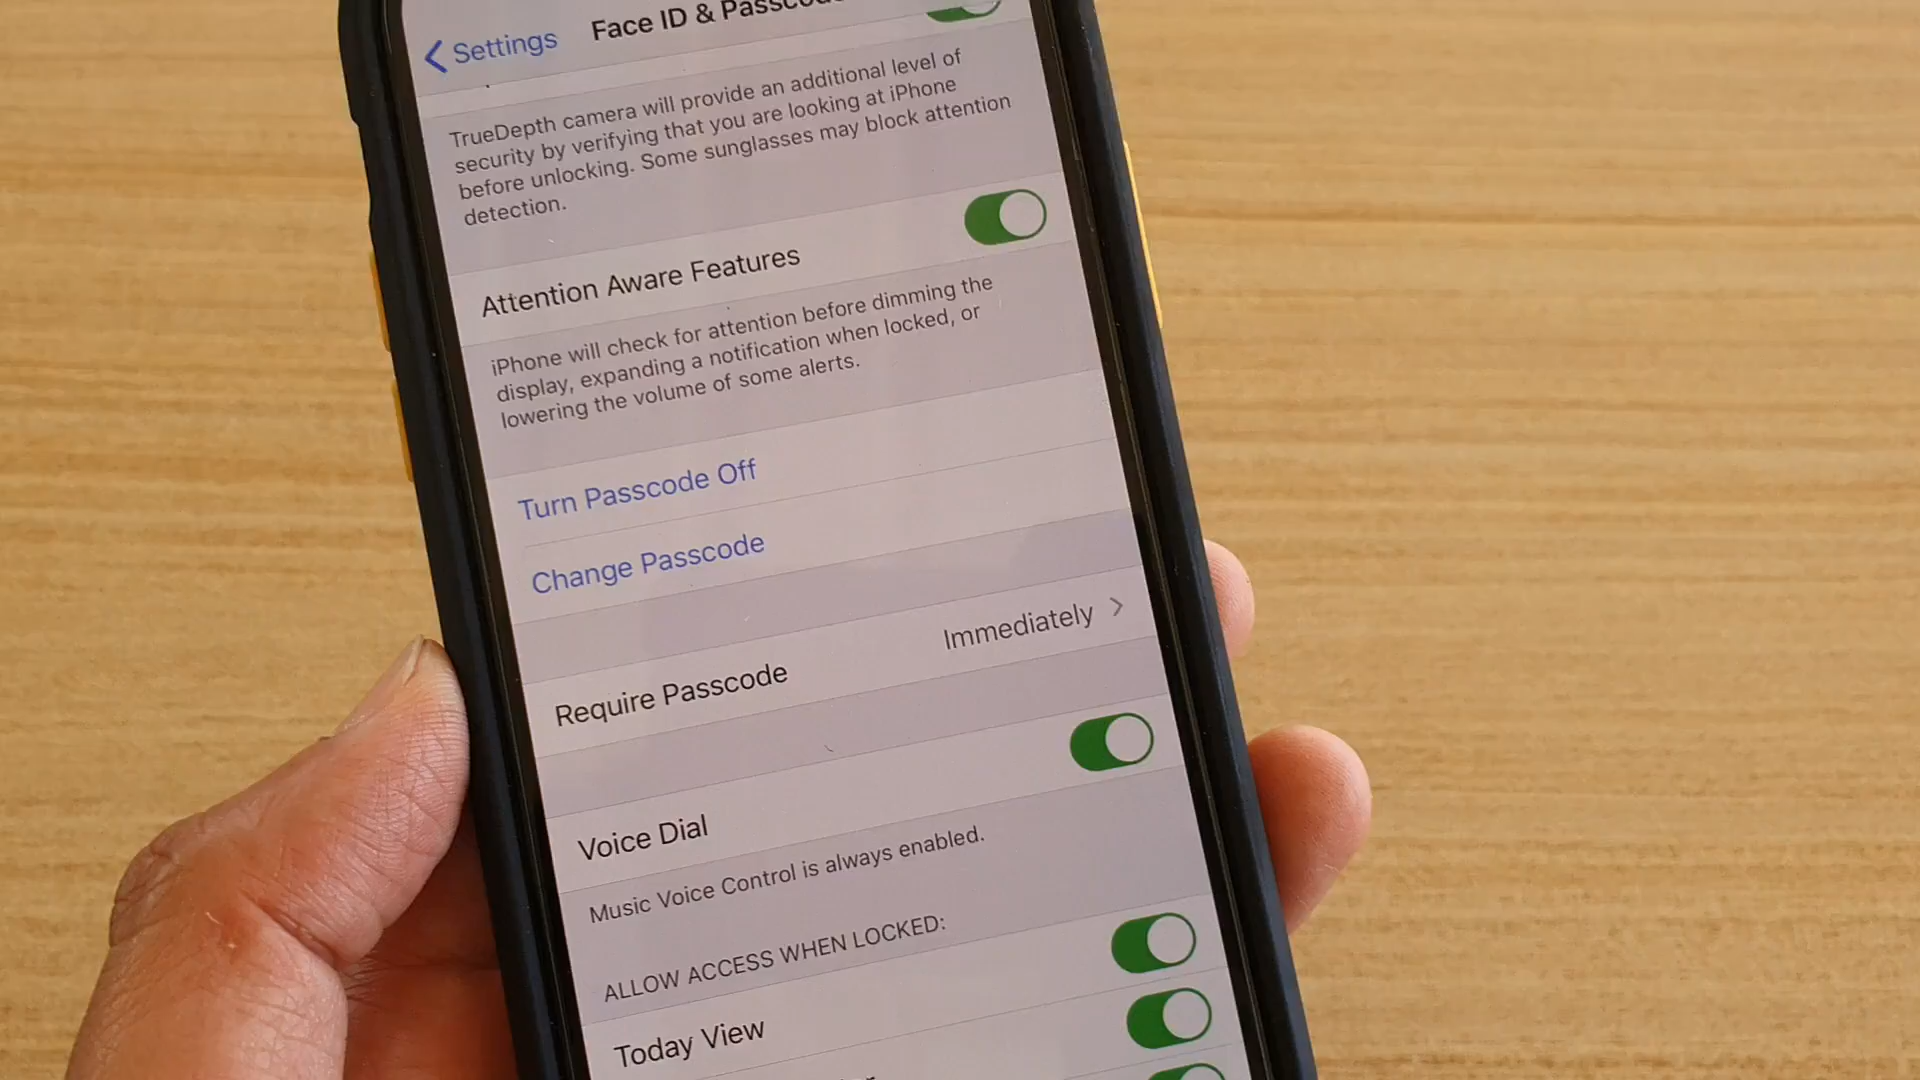 Settings
Face ID & Passcode
TrueDepth camera will provide an additional level of
security by verifying that you are looking at iPhone
before unlocking. Some sunglasses may block attention
detection.
Attention Aware Features
iPhone will check for attention before dimming the
display, expanding a notification when locked, or
lowering the volume of some alerts.
Turn Passcode Off
Change Passcode
Require Passcode
Immediately
Voice Dial
Music Voice Control is always enabled.
ALLOW ACCESS WHEN LOCKED:
Today View